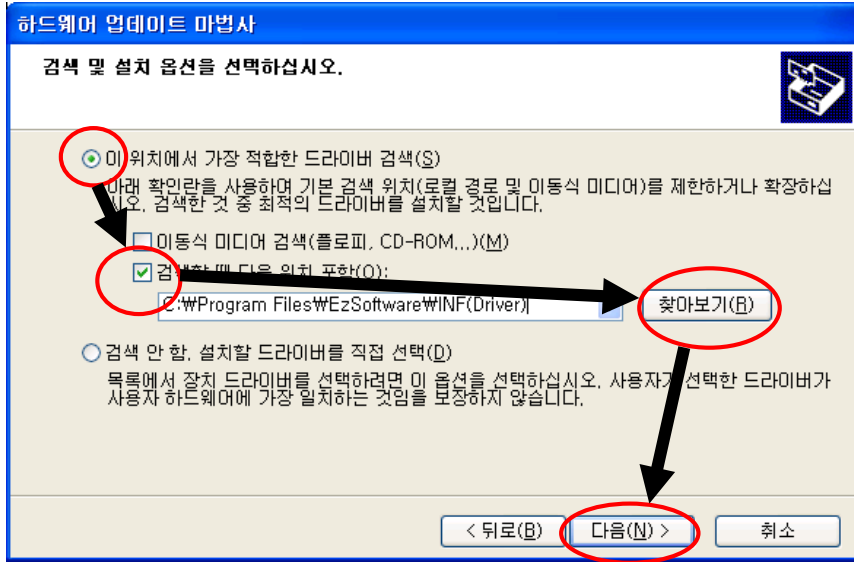 하드웨어 업데이트 마법사
검색 및 설치 옵션을 선택하십시오.
이 위치에서 가장 적합한 드라이버 검색(S)
아래 확인란을 사용하여 기본 검색 위치(로컬 경로 및 이동식 미디어)를 제한하거나 확장하십
시오. 검색한 것 중 최적의 드라이버를 설치할 것입니다.
이동식 미디어 검색(플로피, CD-ROM...)(M)
검색할 때 다음 위치 포함(O):
C:₩Program Files₩EzSoftware₩INF(Driver)
찾아보기(R)
검색 안 함. 설치할 드라이버를 직접 선택(D)
목록에서 장치 드라이버를 선택하려면 이 옵션을 선택하십시오. 사용자가 선택한 드라이버가
사용자 하드웨어에 가장 일치하는 것임을 보장하지 않습니다.
< 뒤로(B)
다음(N) >
취소